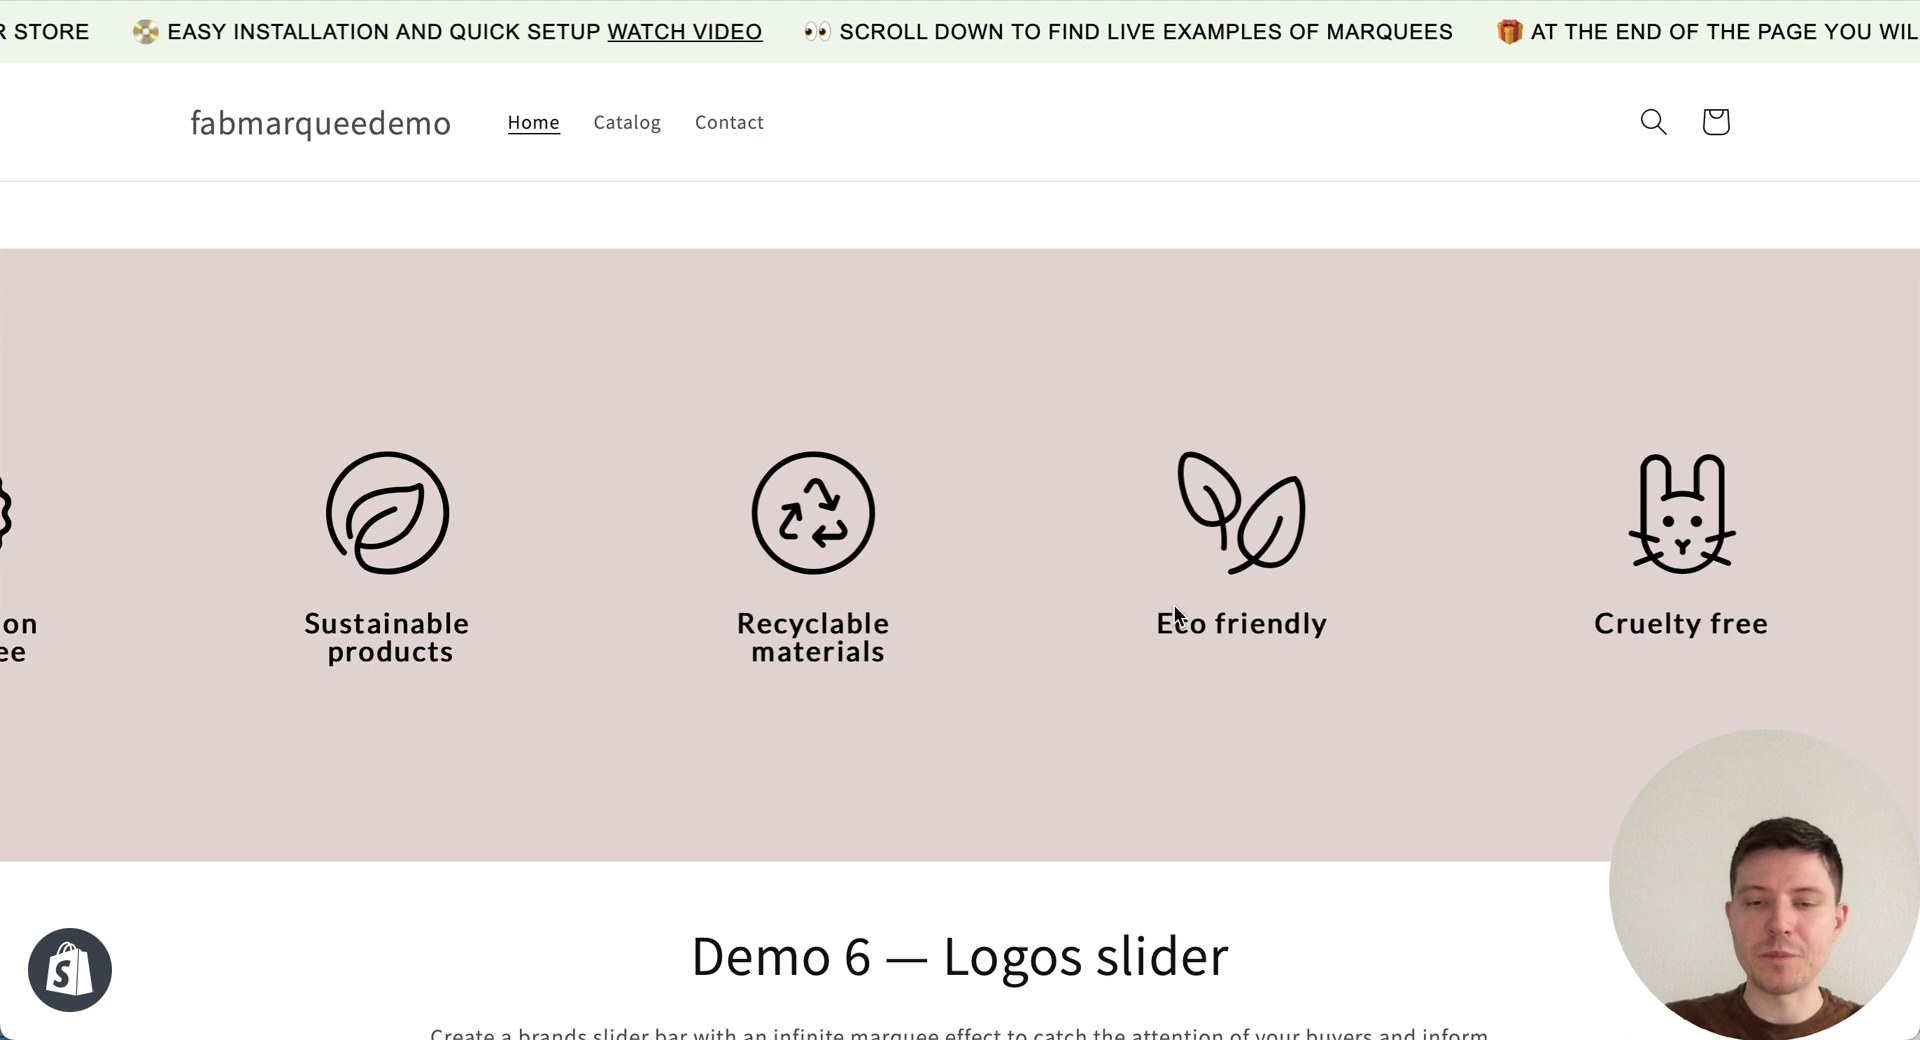 R STORE 💿 EASY INSTALLATION AND QUICK SETUP WATCH VIDEO 👀 SCROLL DOWN TO FIND LIVE EXAMPLES OF MARQUEES 🎁 AT THE END OF THE PAGE YOU WIL
fabmarqueedemo Home Catalog Contact
on
ee
Sustainable
products
Recyclable
materials
Eco friendly
Cruelty free
Demo 6 — Logos slider
Create a brands slider bar with an infinite marquee effect to catch the attention of your buyers and inform